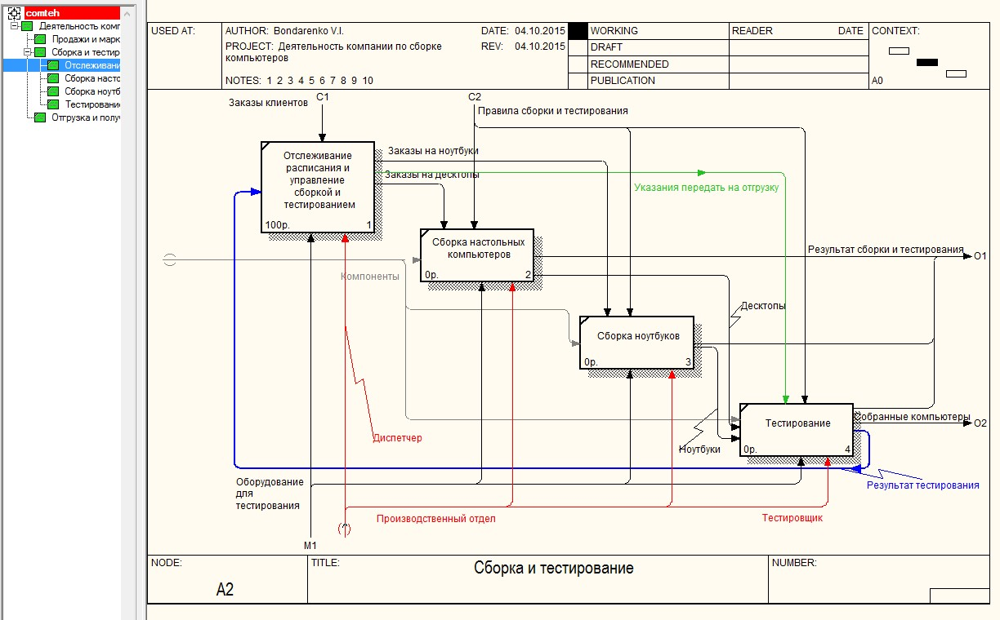 comteh
Деятельность комп
Продажи и марк
Сборка и тестир
Отслеживани
Сборка насто
Сборка ноутб
Тестирование
Отгрузка и полу
USED AT:
AUTHOR: Bondarenko V.I.
DATE: 04.10.2015
PROJECT: Деятельность компании по сборке
компьютеров
REV: 04.10.2015
NOTES: 1 2 3 4 5 6 7 8 9 10
WORKING
DRAFT
RECOMMENDED
PUBLICATION
READER DATE
CONTEXT:
A0
Заказы клиентов
C1
C2
Правила сборки и тестирования
Отслеживание
расписания и
управление
сборкой и
тестированием
100р. 1
Заказы на ноутбуки
Заказы на десктопы
Указания передать на отгрузку
Сборка настольных
компьютеров
0р. 2
Результат сборки и тестирования
O1
Компоненты
Десктопы
Сборка ноутбуков
0р. 3
Тестирование
0р. 4
Собранные компьютеры
O2
Диспетчер
Ноутбуки
Оборудование
для
тестирования
Результат тестирования
Производственный отдел
Тестировщик
M1
NODE:
A2
TITLE:
Сборка и тестирование
NUMBER: